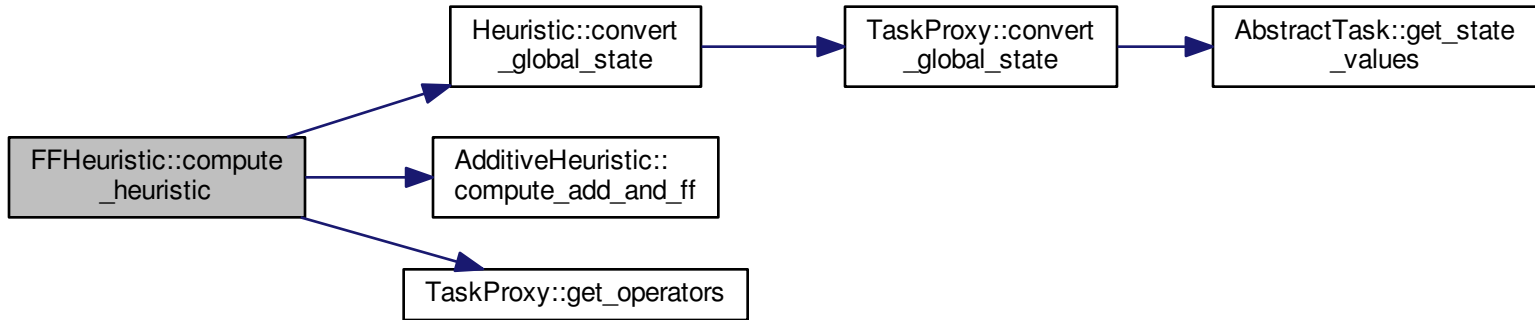 Heuristic::convert
_global_state
TaskProxy::convert
_global_state
AbstractTask::get_state
_values
FFHeuristic::compute
_heuristic
AdditiveHeuristic::
compute_add_and_ff
TaskProxy::get_operators